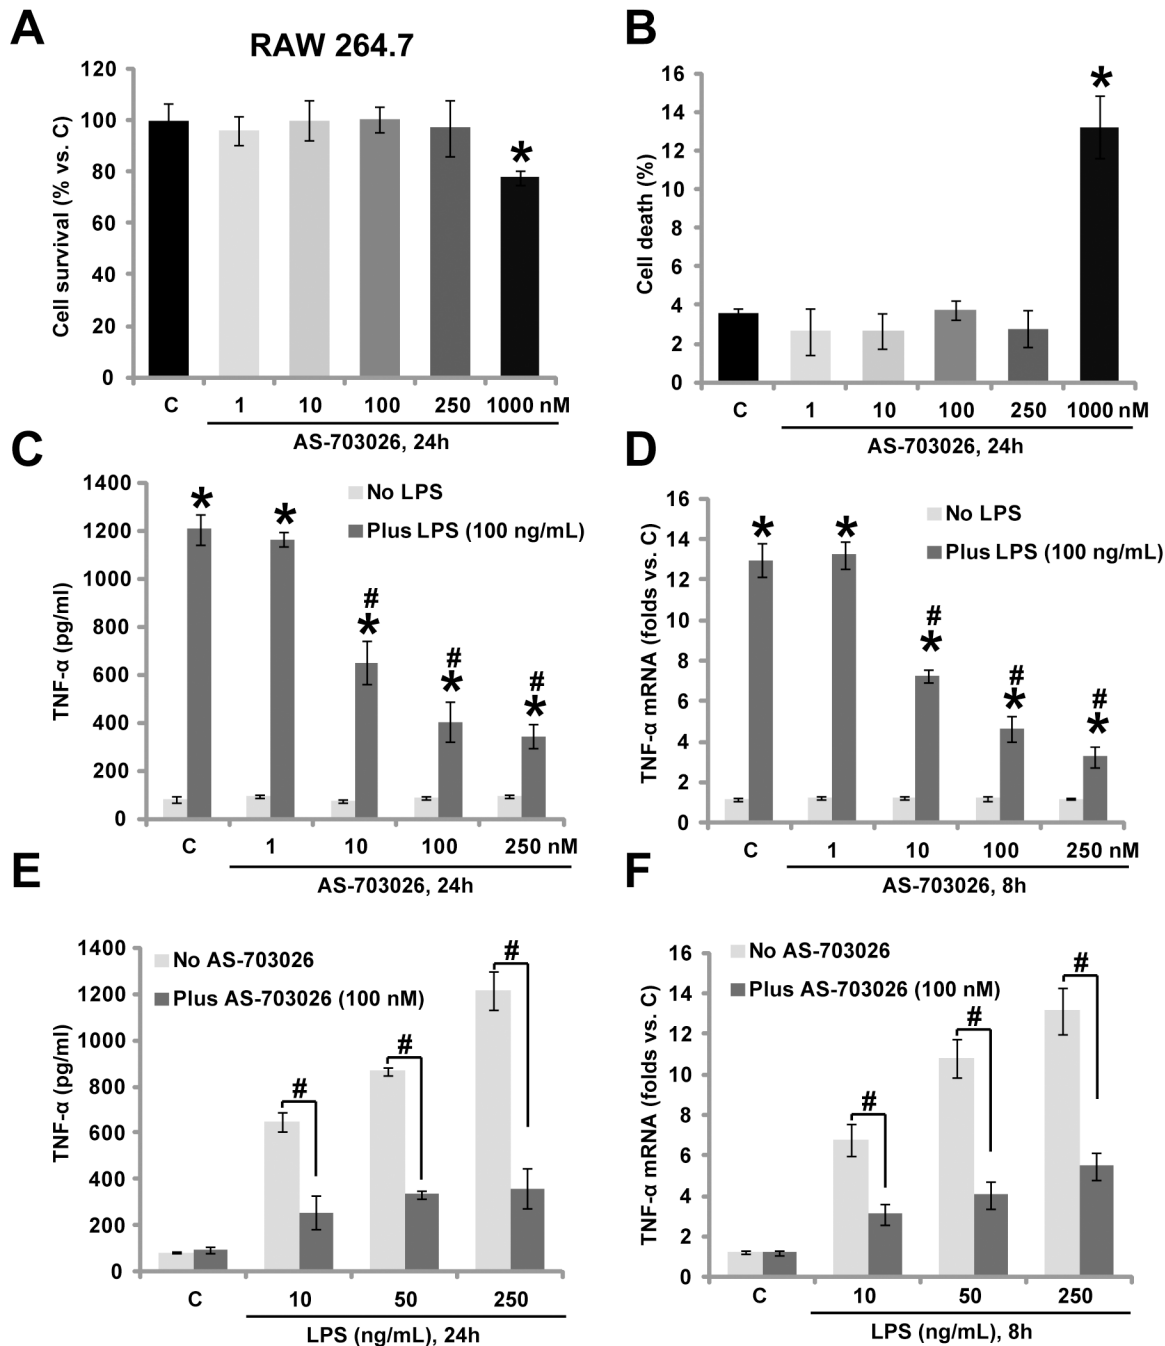 A
RAW 264.7
Cell survival (% vs. C)
120
100
80
60
40
20
0
*
C 1 10 100 250 1000 nM
AS-703026, 24h
B
Cell death (%)
16
14
12
10
8
6
4
2
0
*
C 1 10 100 250 1000 nM
AS-703026, 24h
C
TNF-α (pg/ml)
1400
1200
1000
800
600
400
200
0
No LPS
Plus LPS (100 ng/mL)
* *
# # #
* * *
C 1 10 100 250 nM
AS-703026, 24h
D
TNF-α mRNA (folds vs. C)
16
14
12
10
8
6
4
2
0
No LPS
Plus LPS (100 ng/mL)
* *
# # #
* * *
C 1 10 100 250 nM
AS-703026, 8h
E
TNF-α (pg/ml)
1400
1200
1000
800
600
400
200
0
No AS-703026
Plus AS-703026 (100 nM)
# # #
C 10 50 250
LPS (ng/mL), 24h
F
TNF-α mRNA (folds vs. C)
16
14
12
10
8
6
4
2
0
No AS-703026
Plus AS-703026 (100 nM)
# # #
C 10 50 250
LPS (ng/mL), 8h